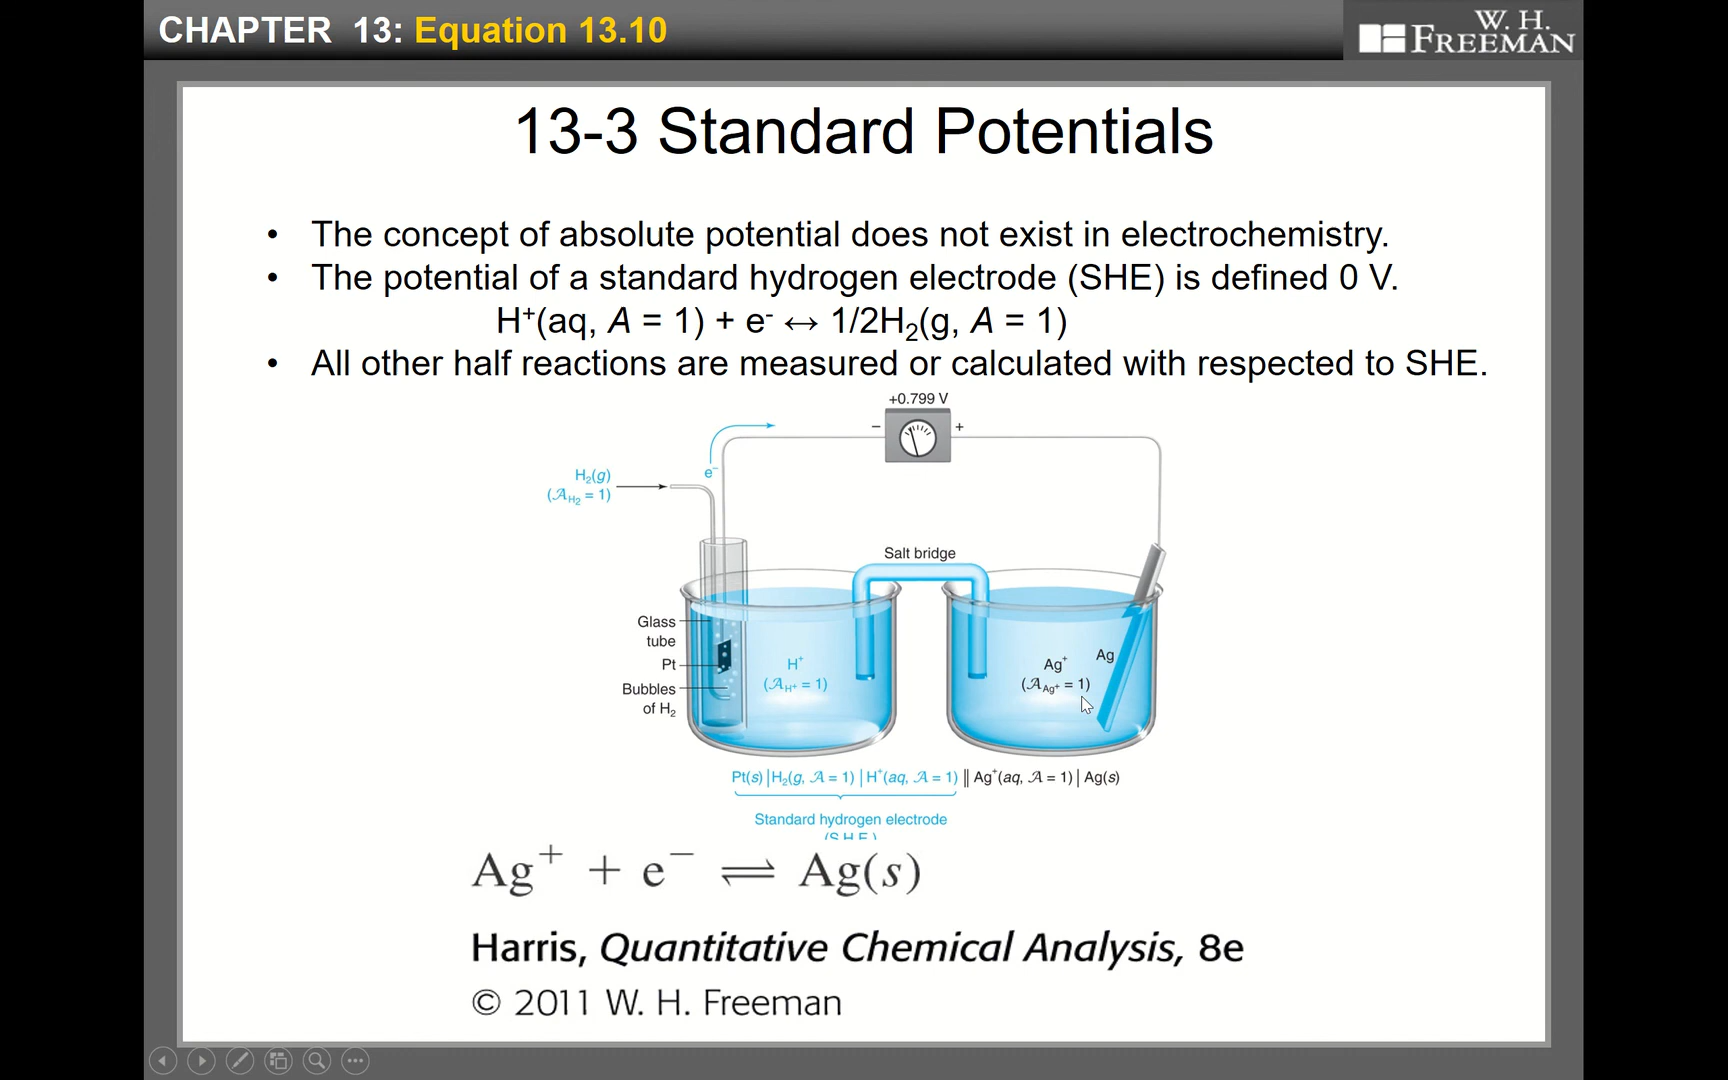 CHAPTER 13: Equation 13.10
W. H.
FREEMAN
13-3 Standard Potentials
• The concept of absolute potential does not exist in electrochemistry.
• The potential of a standard hydrogen electrode (SHE) is defined 0 V.
H⁺(aq, A = 1) + e⁻ ↔ 1/2H₂(g, A = 1)
• All other half reactions are measured or calculated with respected to SHE.
+0.799 V
− +
e⁻
H₂(g)
(𝒜H₂ = 1)
Salt bridge
Glass
tube
Pt
Bubbles
of H₂
H⁺
(𝒜H⁺ = 1)
Ag⁺
(𝒜Ag⁺ = 1)
Ag
Pt(s) | H₂(g, 𝒜 = 1) | H⁺(aq, 𝒜 = 1) || Ag⁺(aq, 𝒜 = 1) | Ag(s)
Standard hydrogen electrode
(S.H.E.)
Ag⁺ + e⁻ ⇌ Ag(s)
Harris, Quantitative Chemical Analysis, 8e
© 2011 W. H. Freeman